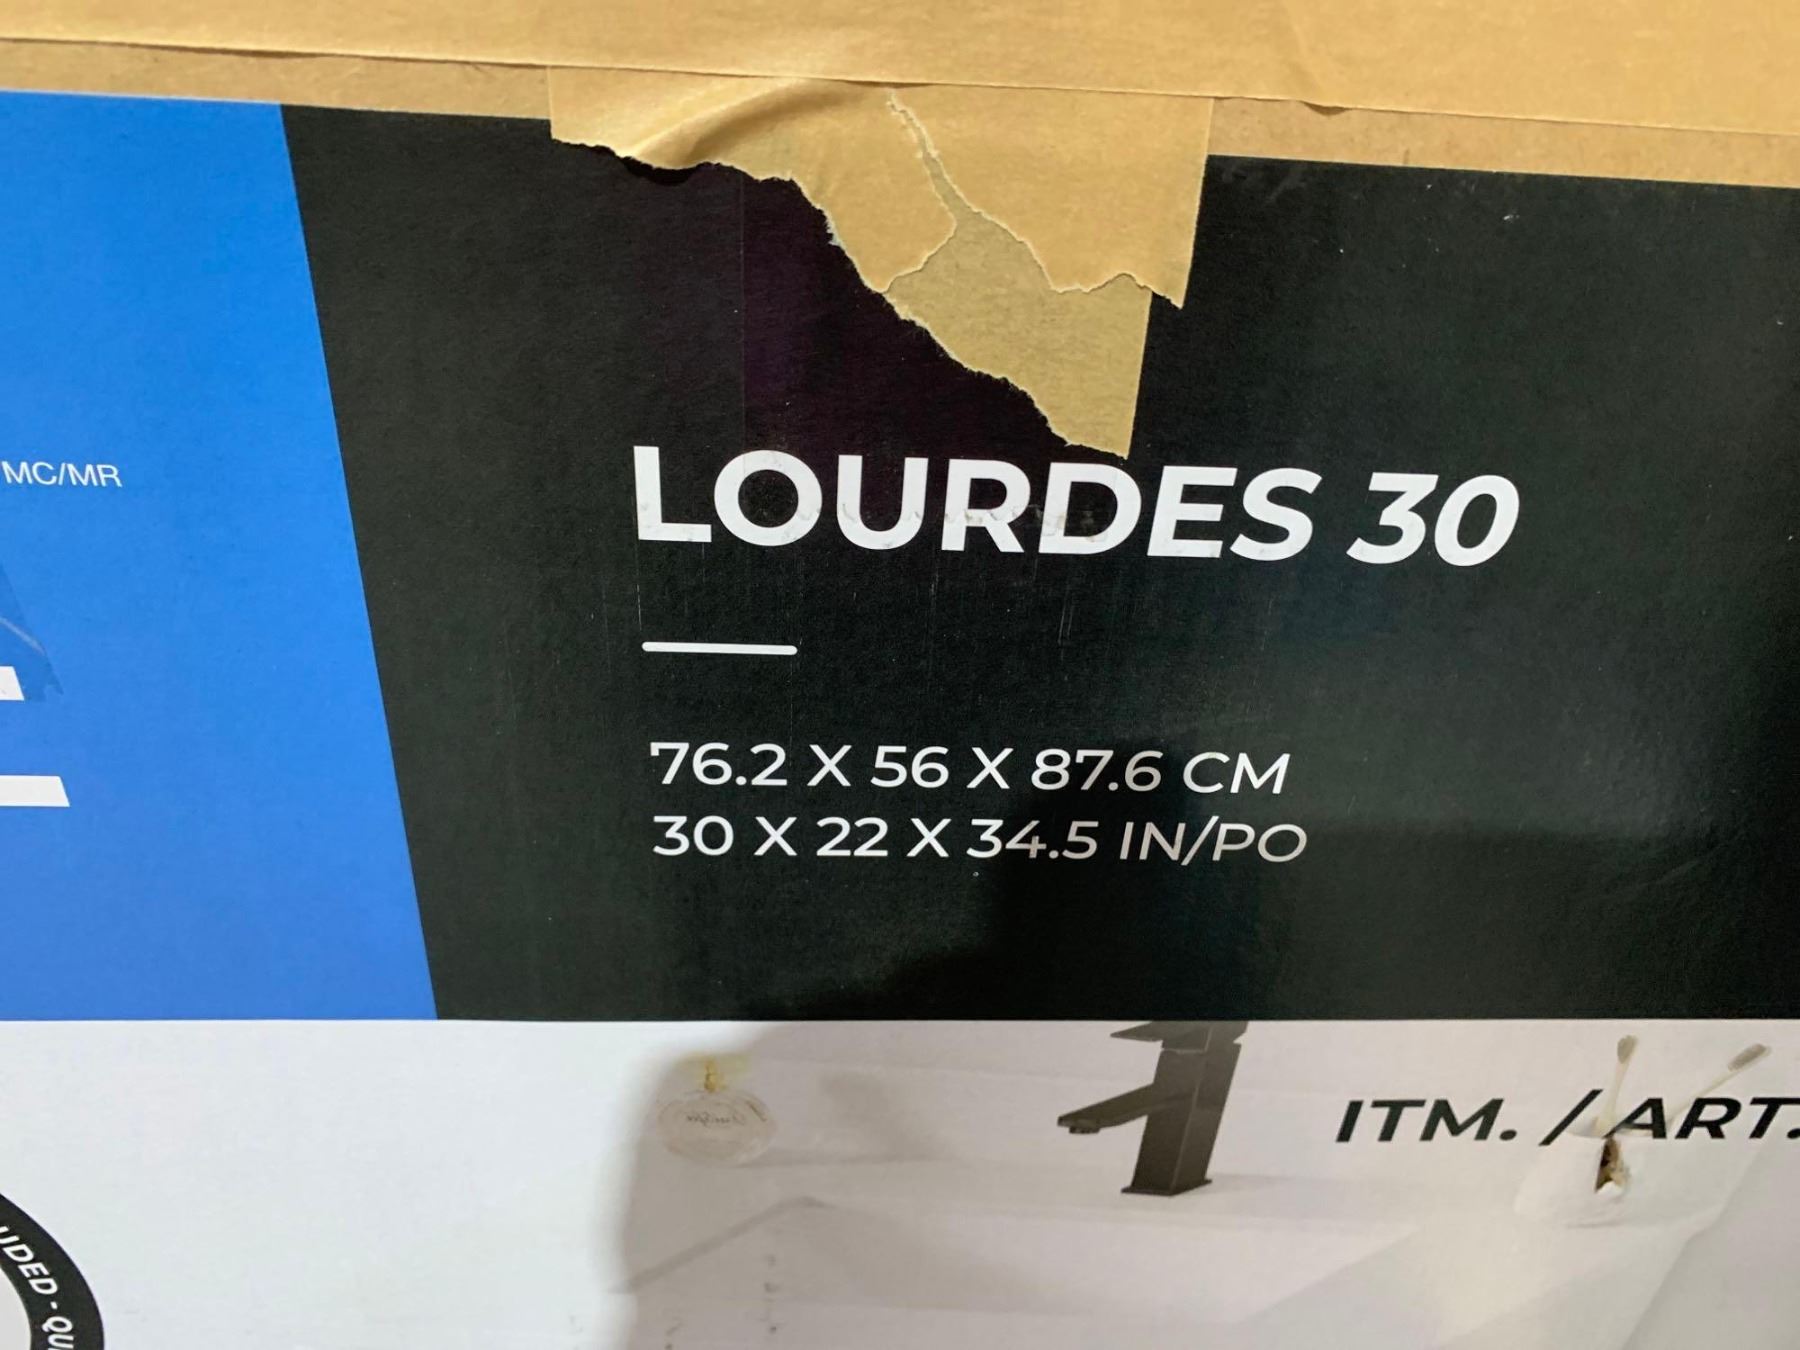 MC/MR
LOURDES 30
76.2 X 56 X 87.6 CM
30 X 22 X 34.5 IN/PO
ITM. / ART.